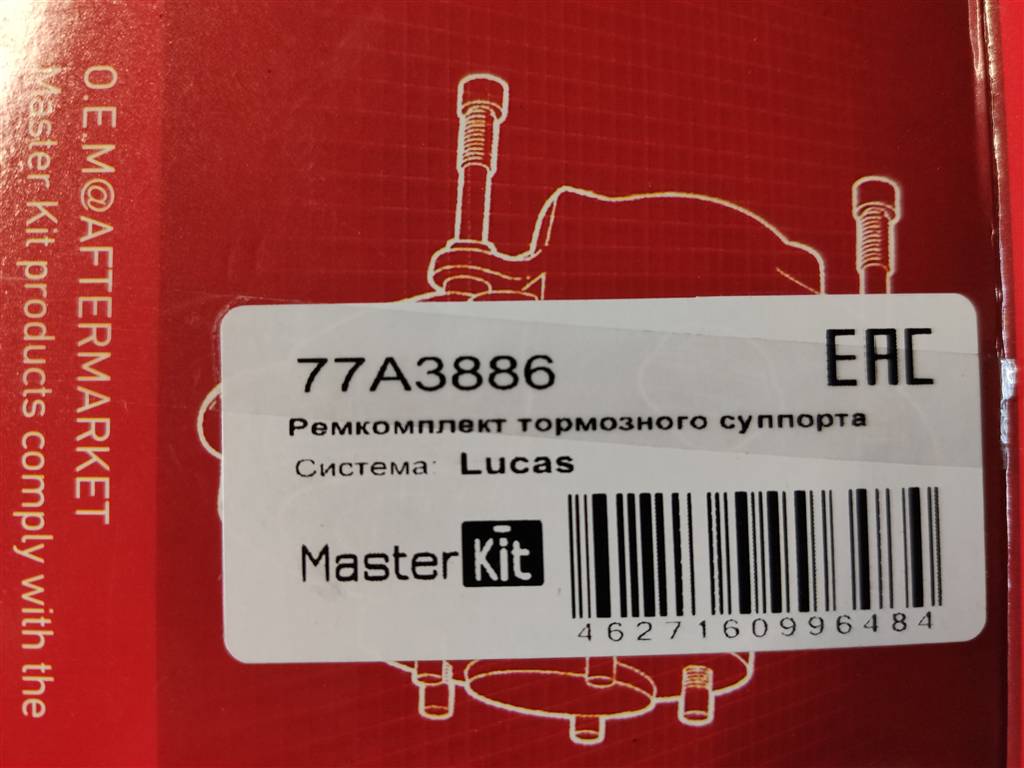 O.E.M@AFTERMARKET
Master Kit products comply with the
77A3886
EAC
Ремкомплект тормозного суппорта
Система: Lucas
Master Kit
4627160996484